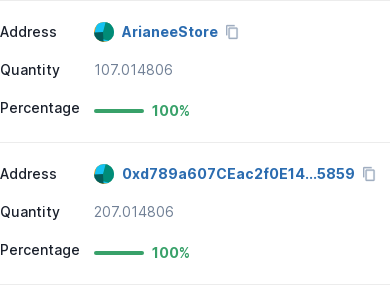 Address ArianeeStore
Quantity 107.014806
Percentage 100%
Address 0xd789a607CEac2f0E14...5859
Quantity 207.014806
Percentage 100%